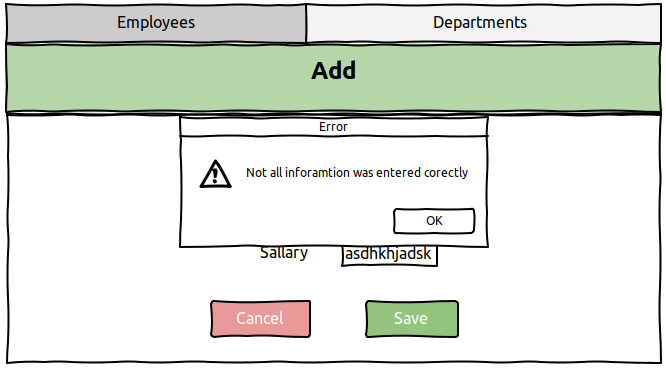 Employees
Departments
Add
Error
Not all inforamtion was entered corectly
OK
Sallary
asdhkhjadsk
Cancel
Save